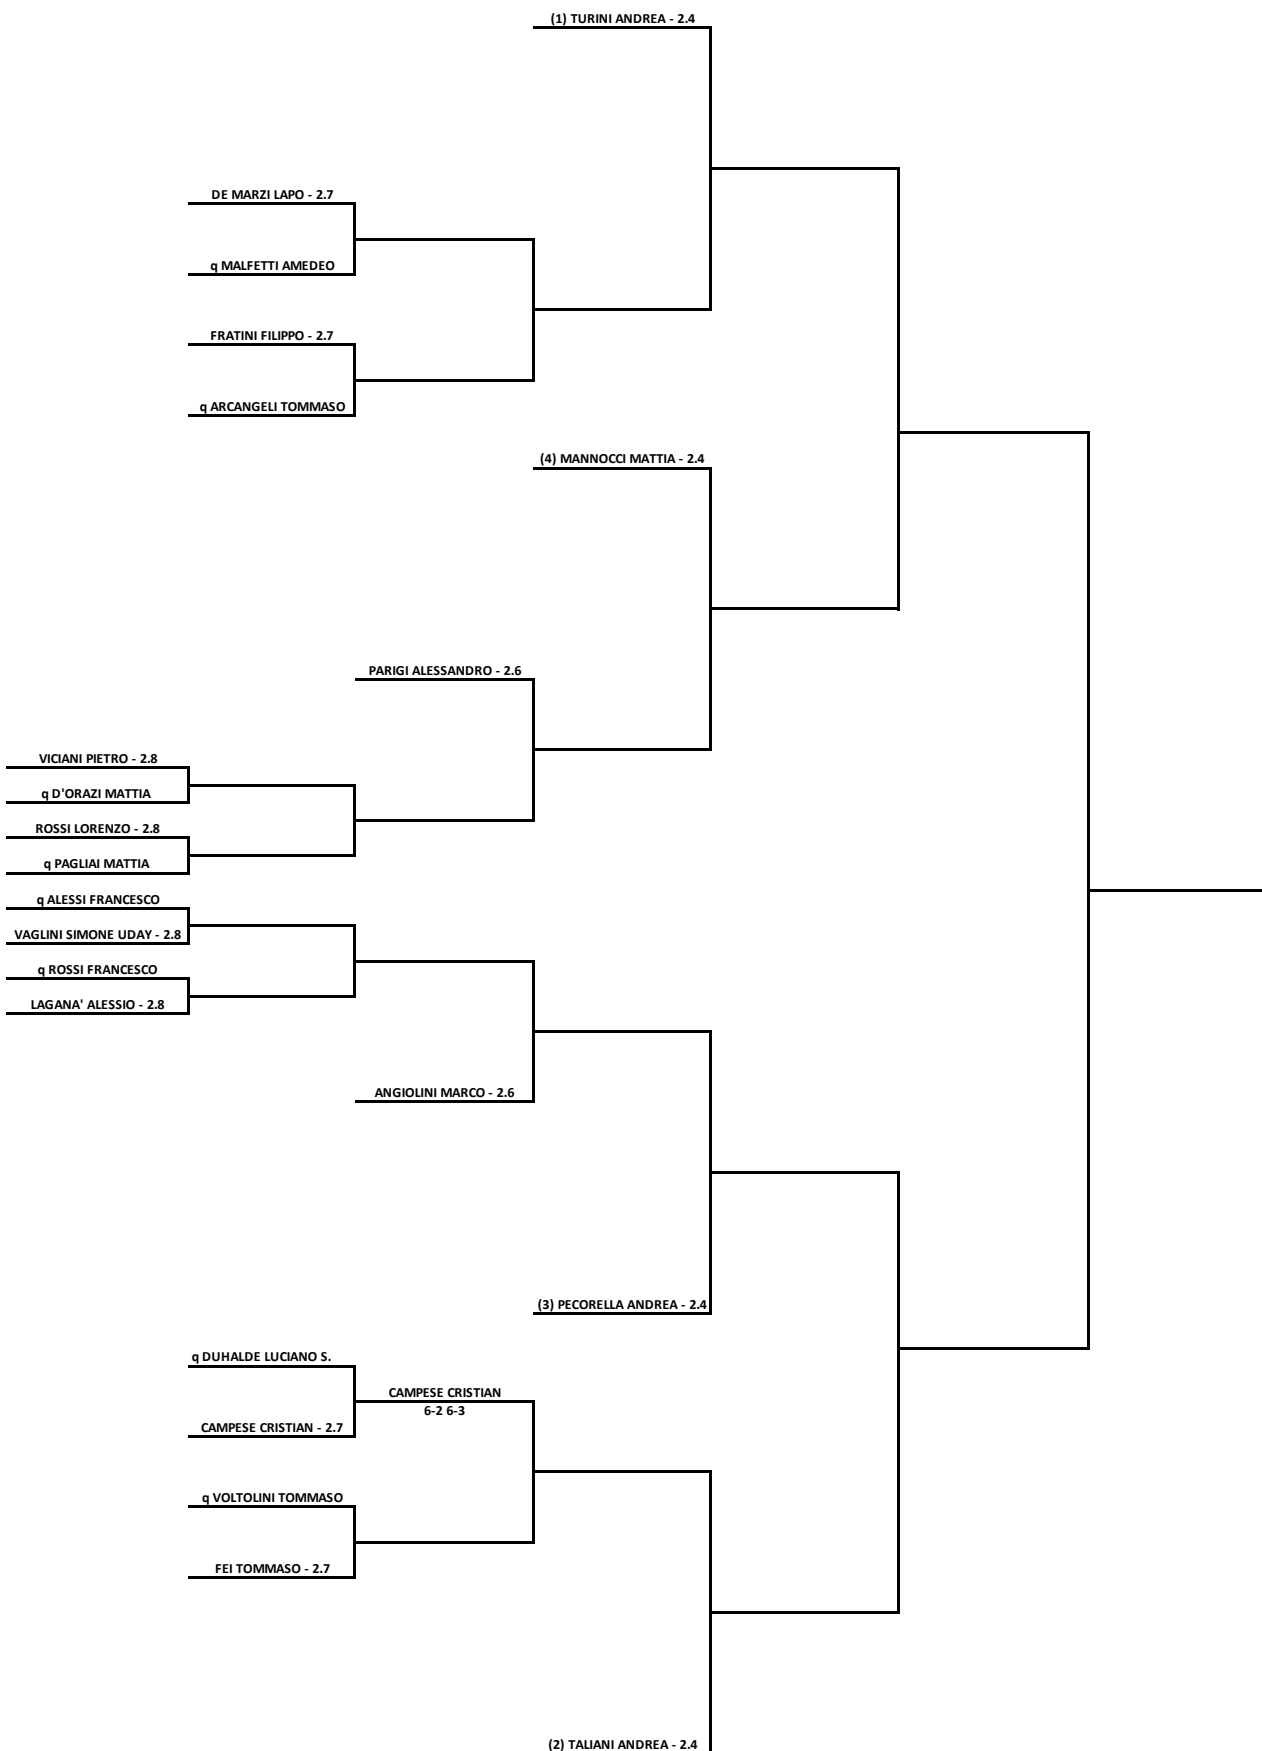 (1) TURINI ANDREA - 2.4
DE MARZI LAPO - 2.7
q MALFETTI AMEDEO
FRATINI FILIPPO - 2.7
q ARCANGELI TOMMASO
(4) MANNOCCI MATTIA - 2.4
PARIGI ALESSANDRO - 2.6
VICIANI PIETRO - 2.8
q D'ORAZI MATTIA
ROSSI LORENZO - 2.8
q PAGLIAI MATTIA
q ALESSI FRANCESCO
VAGLINI SIMONE UDAY - 2.8
q ROSSI FRANCESCO
LAGANA' ALESSIO - 2.8
ANGIOLINI MARCO - 2.6
(3) PECORELLA ANDREA - 2.4
q DUHALDE LUCIANO S.
CAMPESE CRISTIAN
6-2 6-3
CAMPESE CRISTIAN - 2.7
q VOLTOLINI TOMMASO
FEI TOMMASO - 2.7
(2) TALIANI ANDREA - 2.4